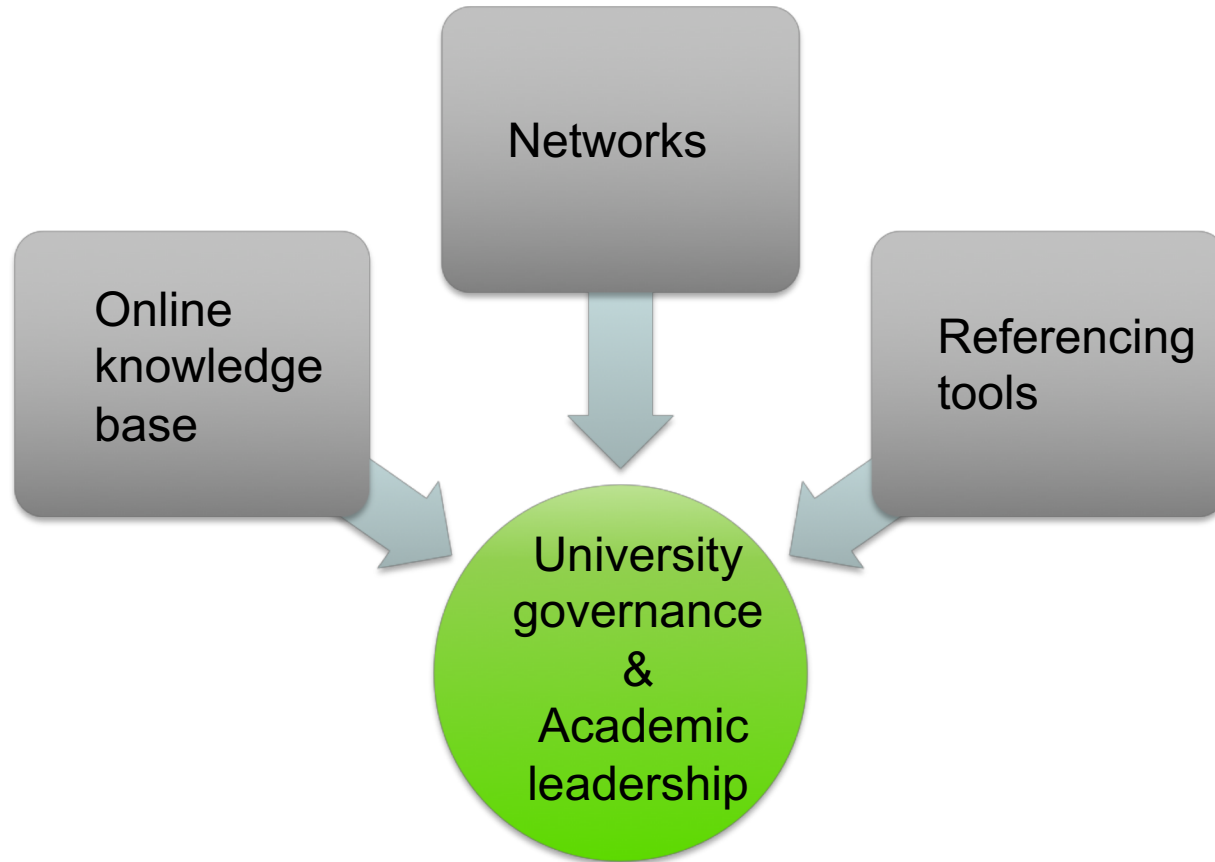 Networks
Online
knowledge
base
Referencing
tools
University
governance
&
Academic
leadership